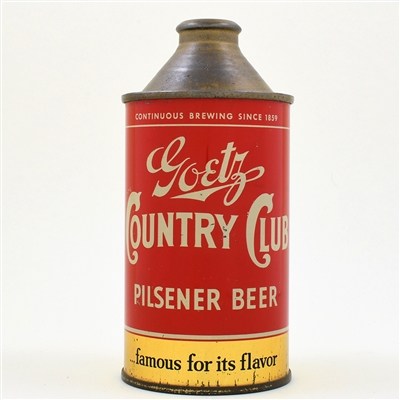 CONTINUOUS BREWING SINCE 1859
Goetz
COUNTRY CLUB
PILSENER BEER
...famous for its flavor